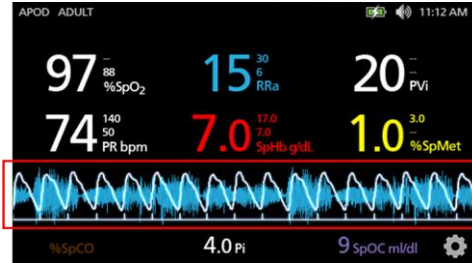 APOD ADULT 11:12 AM
97 -- 88 %SpO2 15 30 6 RRa 20 -- -- PVi
74 140 50 PR bpm 7.0 17.0 7.0 SpHb g/dL 1.0 3.0 -- %SpMet
%SpCO 4.0 Pi 9 SpOC ml/dl